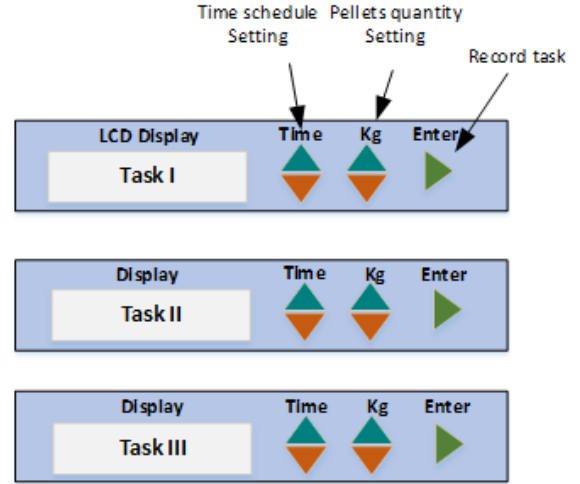 Time schedule Setting
Pellets quantity Setting
Record task
LCD Display Time Kg Enter
Task I
Display Time Kg Enter
Task II
Display Time Kg Enter
Task III